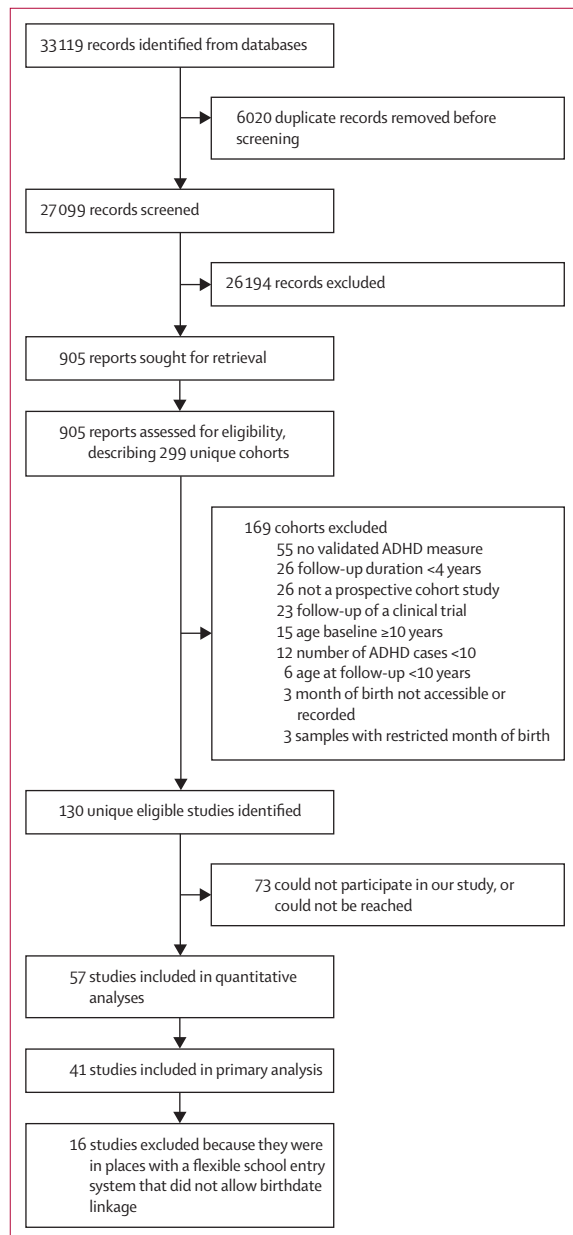 33 119 records identified from databases
6020 duplicate records removed before
screening
27 099 records screened
26 194 records excluded
905 reports sought for retrieval
905 reports assessed for eligibility,
describing 299 unique cohorts
169 cohorts excluded
55 no validated ADHD measure
26 follow-up duration <4 years
26 not a prospective cohort study
23 follow-up of a clinical trial
15 age baseline ≥10 years
12 number of ADHD cases <10
6 age at follow-up <10 years
3 month of birth not accessible or
recorded
3 samples with restricted month of birth
130 unique eligible studies identified
73 could not participate in our study, or
could not be reached
57 studies included in quantitative
analyses
41 studies included in primary analysis
16 studies excluded because they were
in places with a flexible school entry
system that did not allow birthdate
linkage